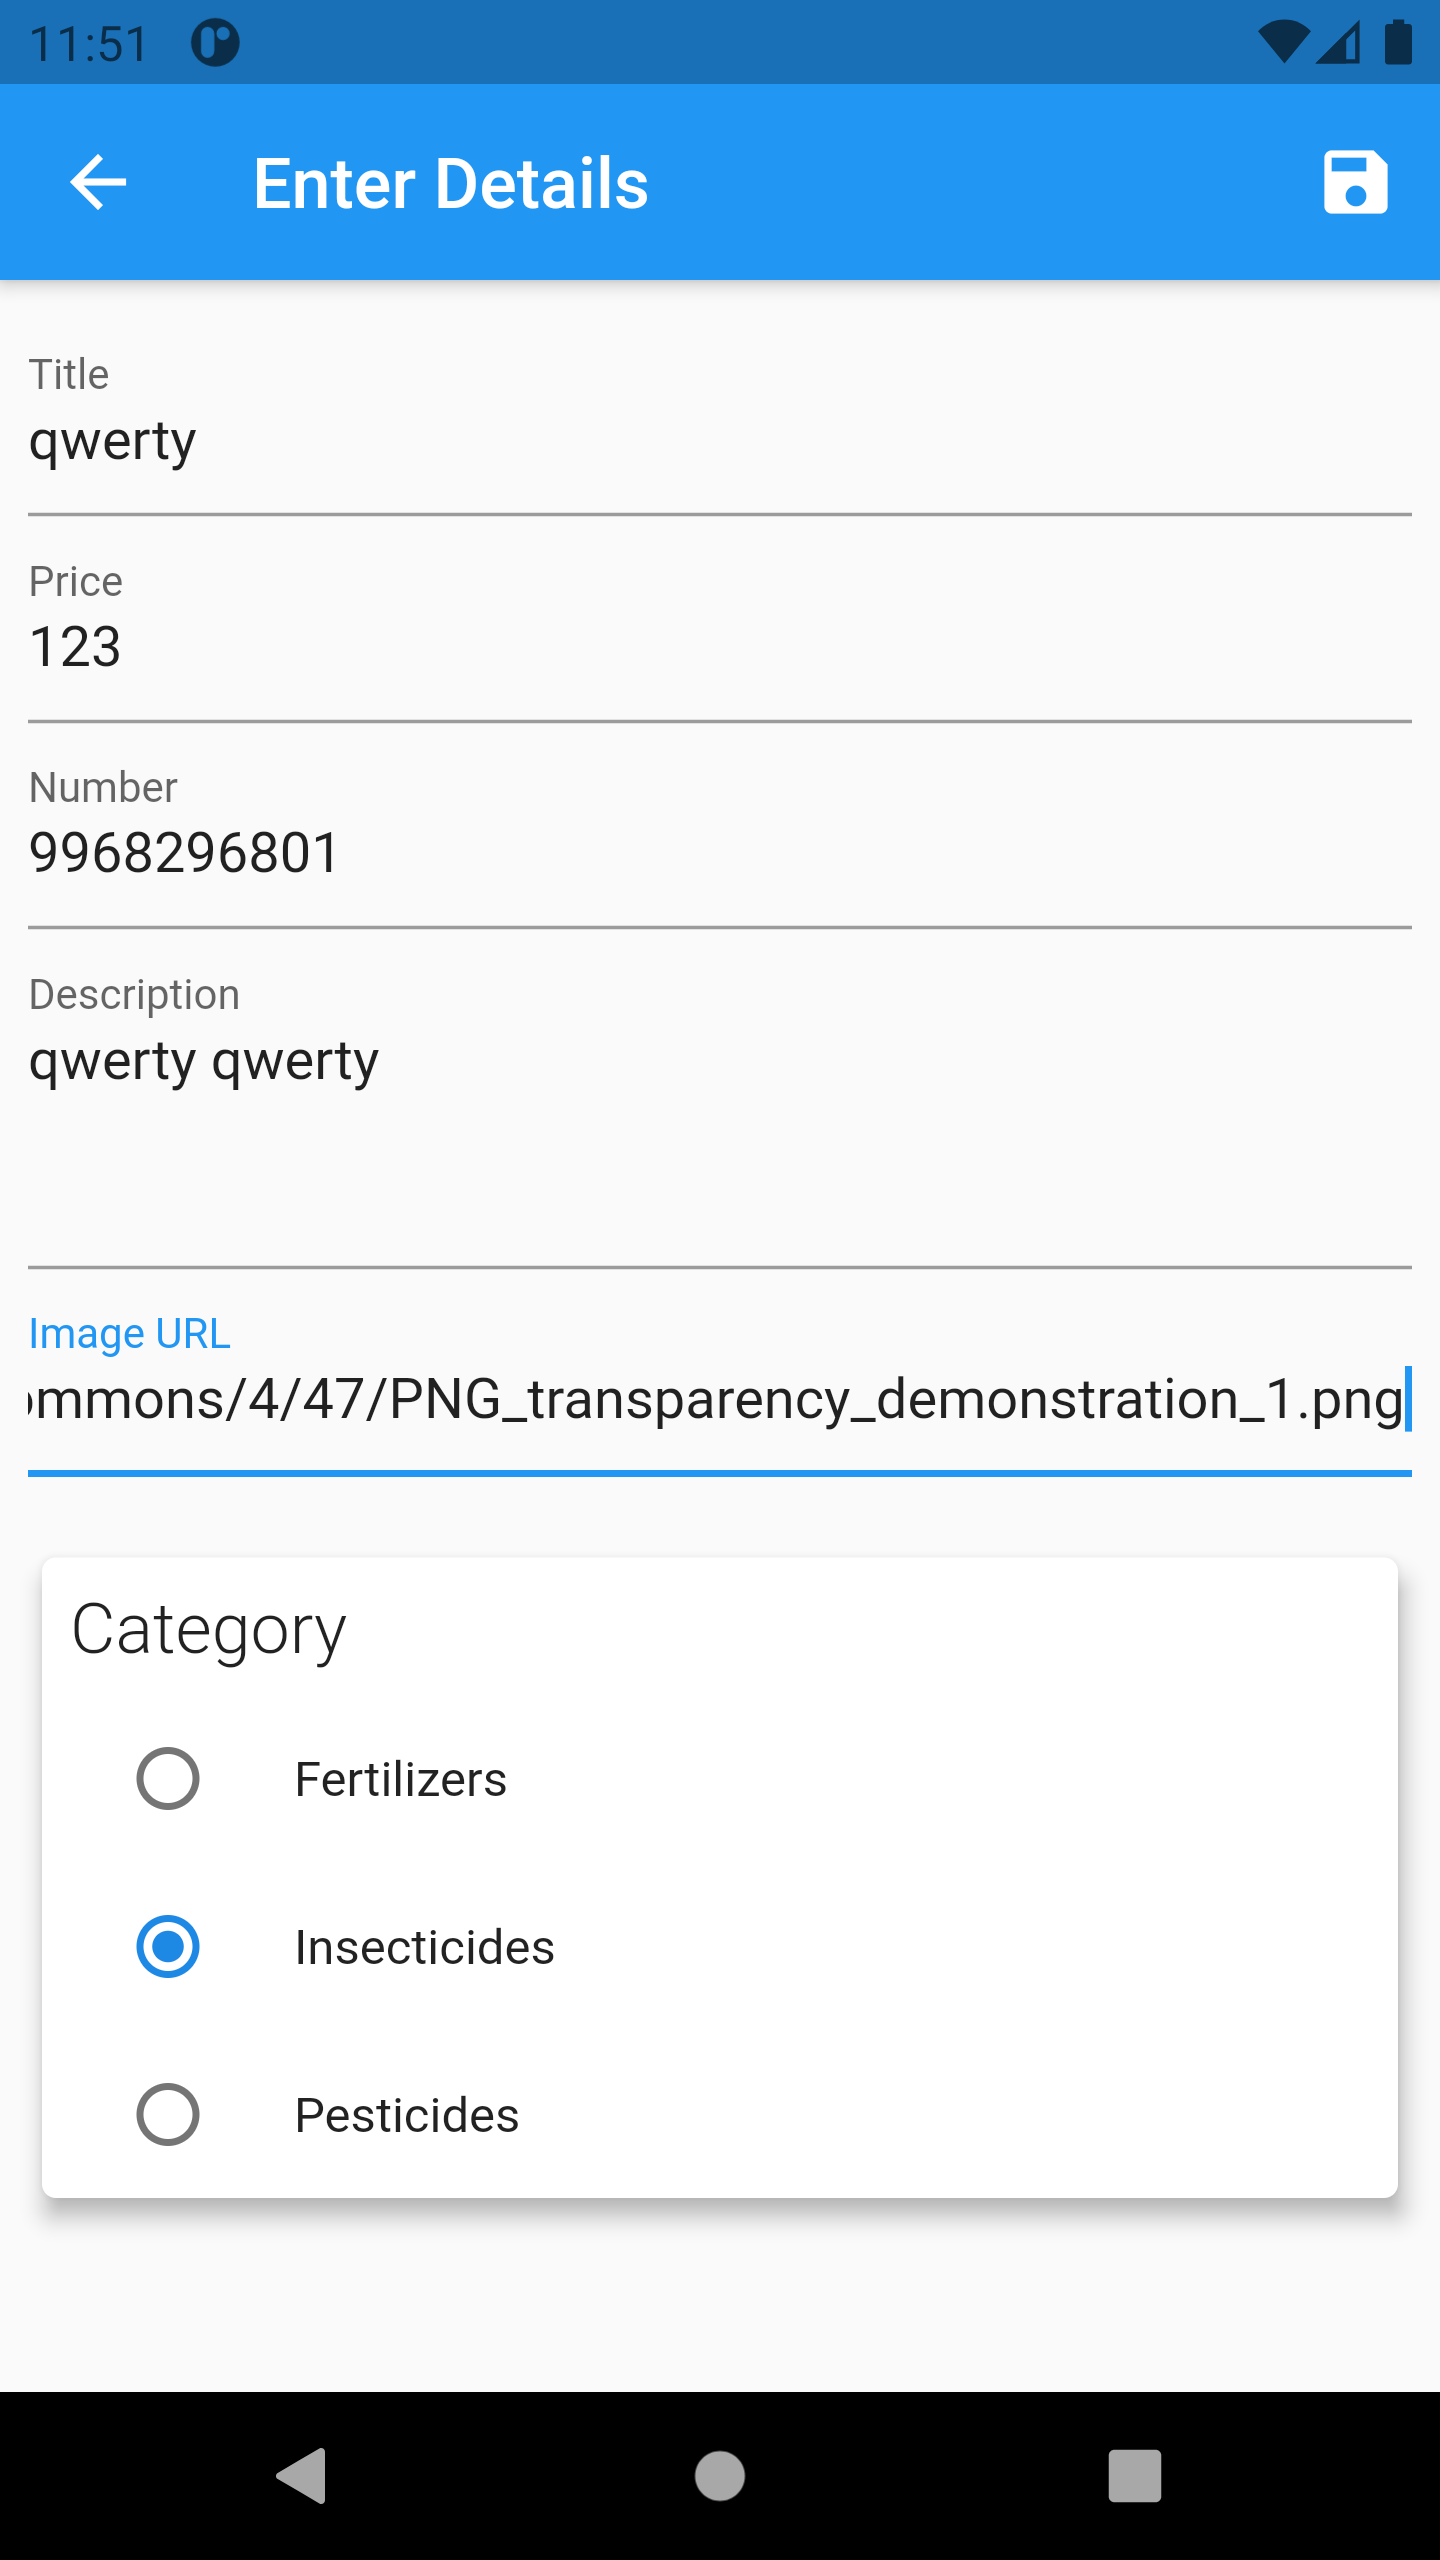 11:51
Enter Details
Title
qwerty
Price
123
Number
9968296801
Description
qwerty qwerty
Image URL
ommons/4/47/PNG_transparency_demonstration_1.png
Category
Fertilizers
Insecticides
Pesticides